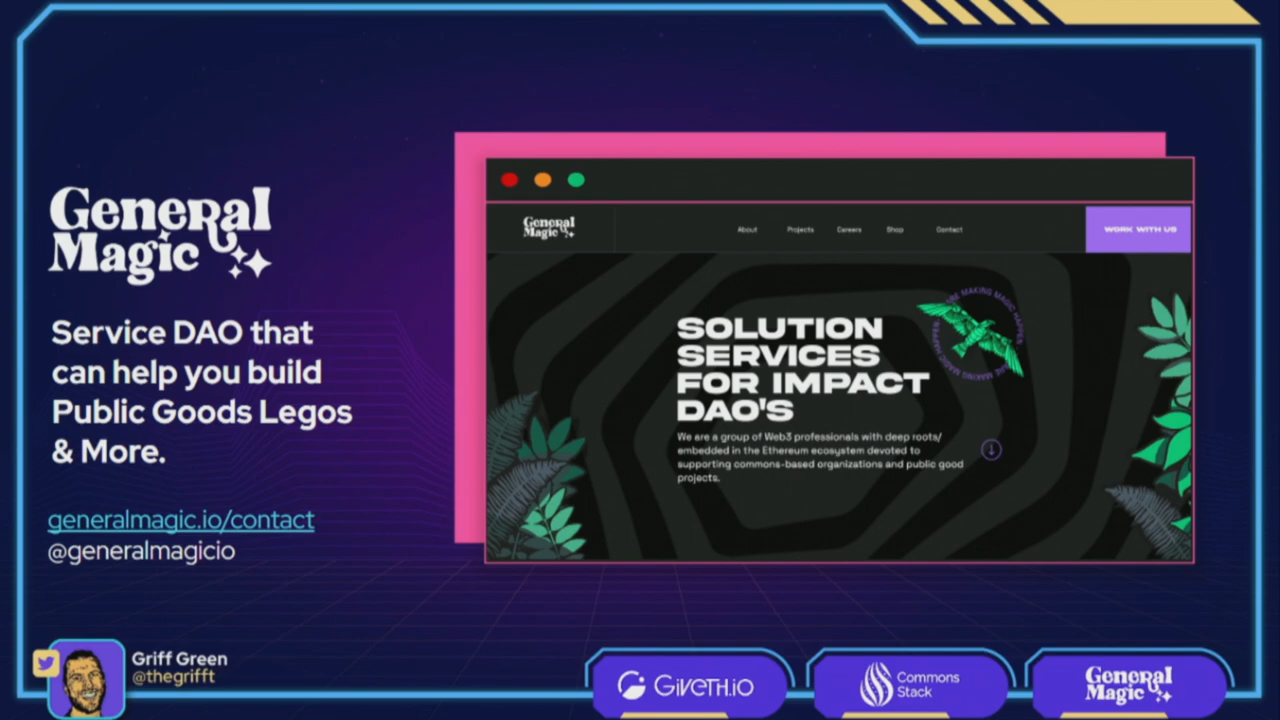 General
Magic
Service DAO that
can help you build
Public Goods Legos
& More.
generalmagic.io/contact
@generalmagicio
General
Magic
About
Projects
Careers
Shop
Contact
WORK WITH US
SOLUTION
SERVICES
FOR IMPACT
DAO'S
We are a group of Web3 professionals with deep roots/
embedded in the Ethereum ecosystem devoted to
supporting commons-based organizations and public good
projects.
Griff Green
@thegrifft
GIVETH.IO
Commons
Stack
General
Magic